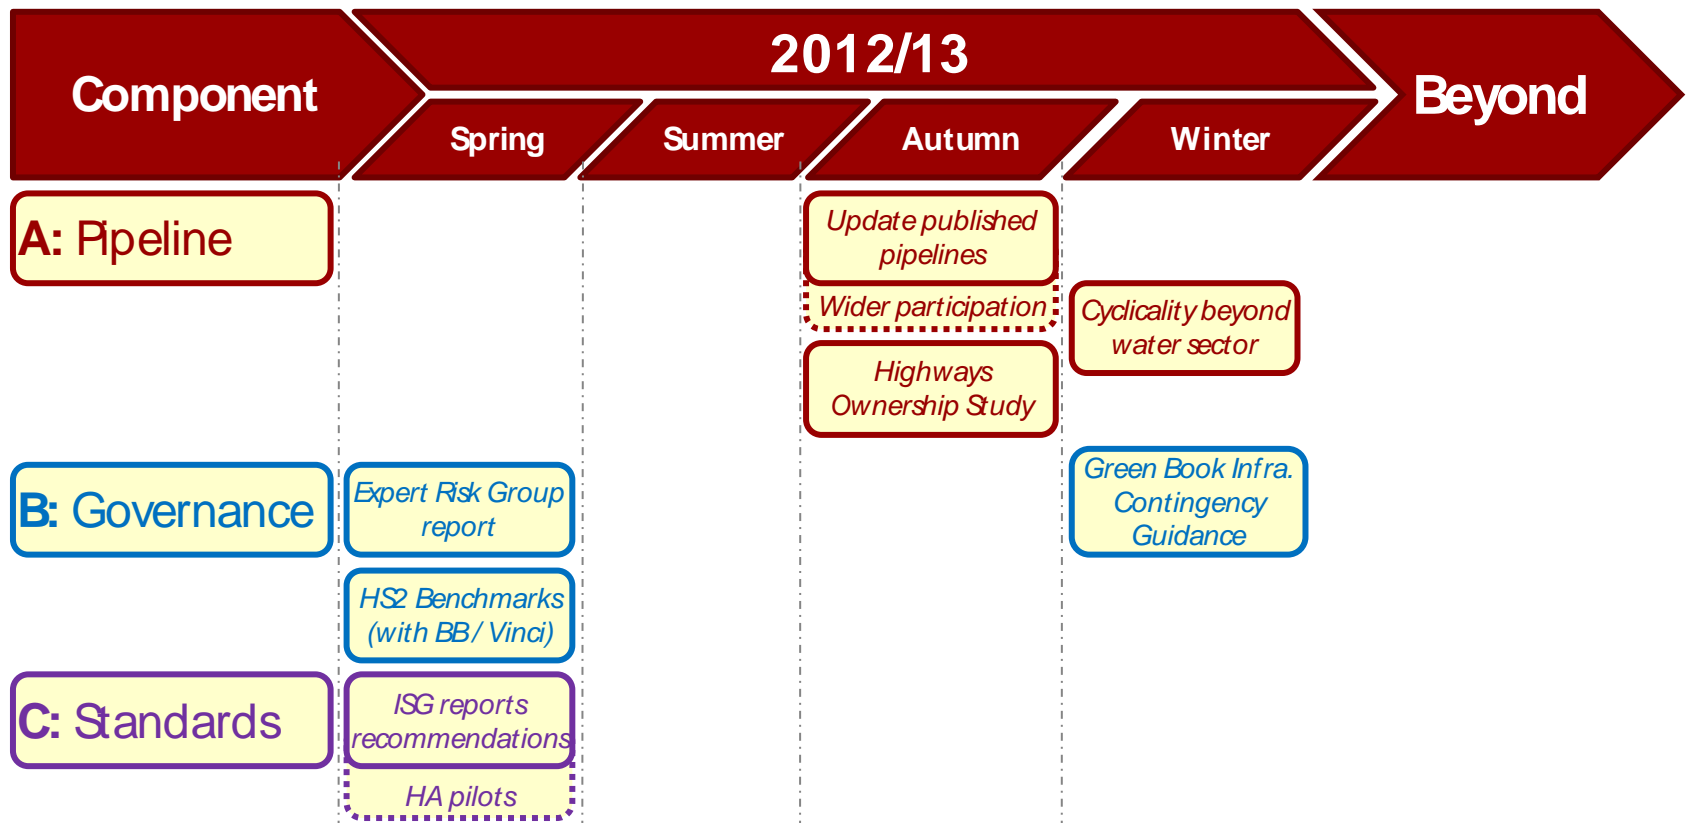 Component
2012/13
Beyond
Spring
Summer
Autumn
Winter
A: Pipeline
Update published
pipelines
Wider participation
Cyclicality beyond
water sector
Highways
Ownership Study
B: Governance
Expert Risk Group
report
Green Book Infra.
Contingency
Guidance
HS2 Benchmarks
(with BB / Vinci)
C: Standards
ISG reports
recommendations
HA pilots